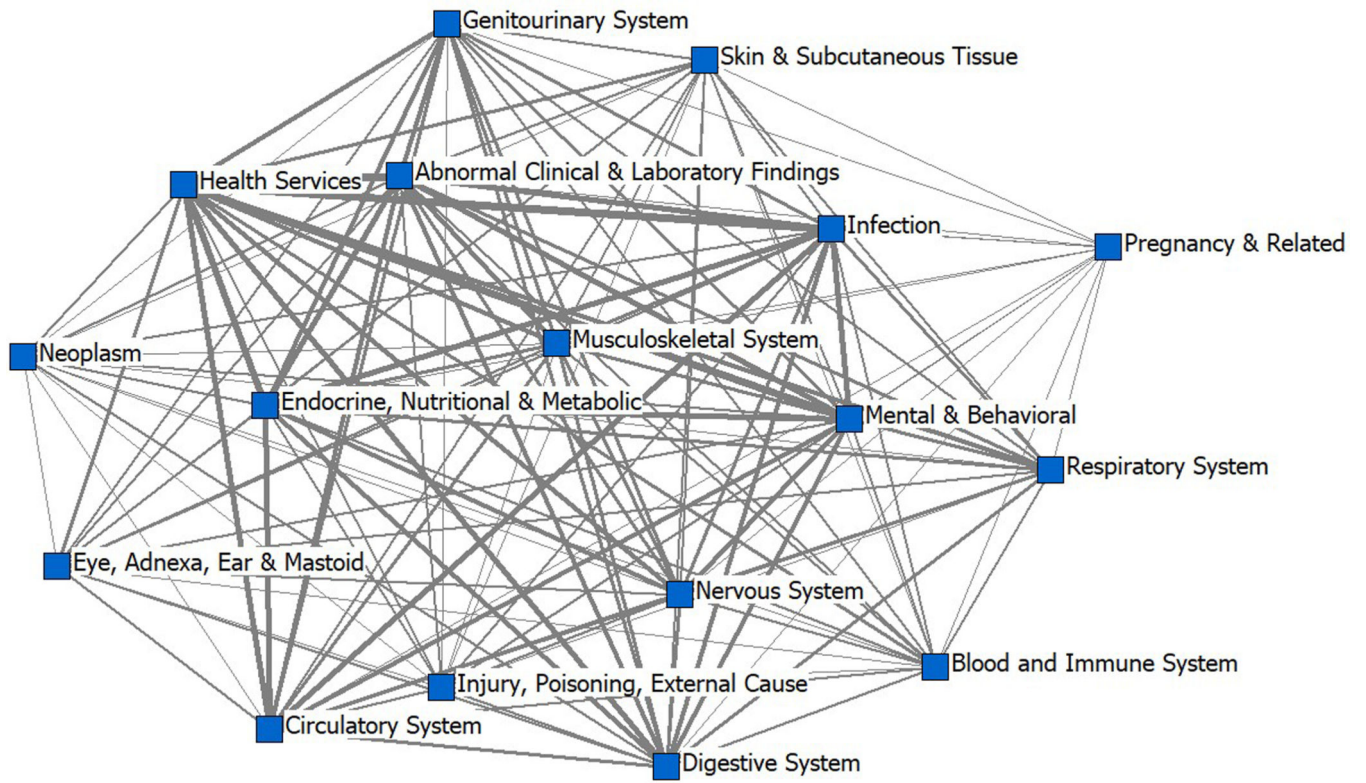 Genitourinary System
Skin & Subcutaneous Tissue
Health Services
Abnormal Clinical & Laboratory Findings
Infection
Pregnancy & Related
Musculoskeletal System
Neoplasm
Endocrine, Nutritional & Metabolic
Mental & Behavioral
Respiratory System
Eye, Adnexa, Ear & Mastoid
Nervous System
Blood and Immune System
Injury, Poisoning, External Cause
Circulatory System
Digestive System